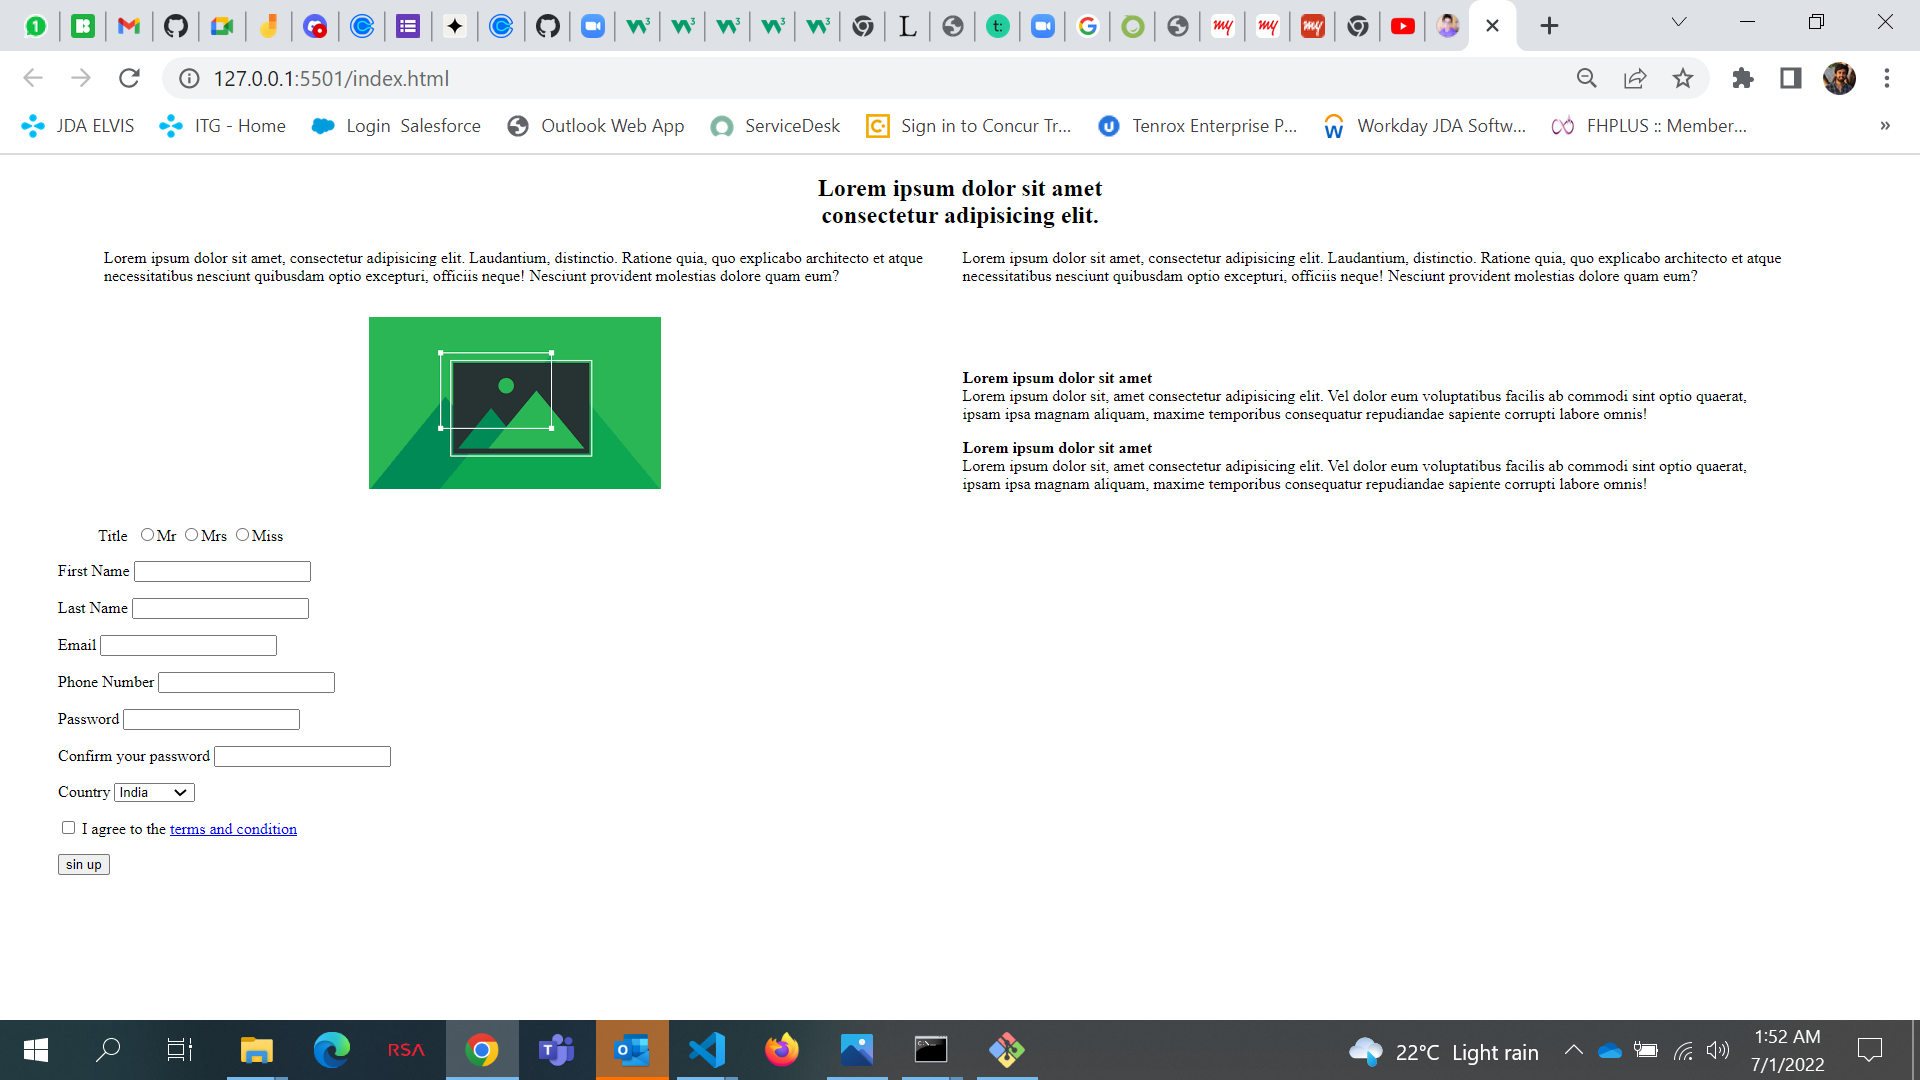 127.0.0.1:5501/index.html
JDA ELVIS ITG - Home Login Salesforce Outlook Web App ServiceDesk Sign in to Concur Tr... Tenrox Enterprise P... Workday JDA Softw... FHPLUS :: Member... »
Lorem ipsum dolor sit amet
consectetur adipisicing elit.
Lorem ipsum dolor sit amet, consectetur adipisicing elit. Laudantium, distinctio. Ratione quia, quo explicabo architecto et atque
necessitatibus nesciunt quibusdam optio excepturi, officiis neque! Nesciunt provident molestias dolore quam eum?
Lorem ipsum dolor sit amet, consectetur adipisicing elit. Laudantium, distinctio. Ratione quia, quo explicabo architecto et atque
necessitatibus nesciunt quibusdam optio excepturi, officiis neque! Nesciunt provident molestias dolore quam eum?
Lorem ipsum dolor sit amet
Lorem ipsum dolor sit, amet consectetur adipisicing elit. Vel dolor eum voluptatibus facilis ab commodi sint optio quaerat,
ipsam ipsa magnam aliquam, maxime temporibus consequatur repudiandae sapiente corrupti labore omnis!
Lorem ipsum dolor sit amet
Lorem ipsum dolor sit, amet consectetur adipisicing elit. Vel dolor eum voluptatibus facilis ab commodi sint optio quaerat,
ipsam ipsa magnam aliquam, maxime temporibus consequatur repudiandae sapiente corrupti labore omnis!
Title Mr Mrs Miss
First Name
Last Name
Email
Phone Number
Password
Confirm your password
Country India
I agree to the terms and condition
sin up
RSA
22°C Light rain
1:52 AM
7/1/2022